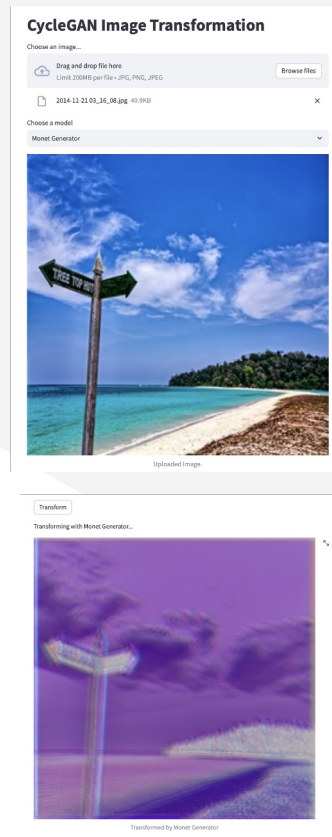 CycleGAN Image Transformation
Choose an image...
Drag and drop file here
Limit 200MB per file • JPG, PNG, JPEG
Browse files
2014-11-21 03_16_08.jpg 40.9KB
Choose a model
Monet Generator
TREE TOP HUT
Uploaded Image.
Transform
Transforming with Monet Generator...
Transformed by Monet Generator